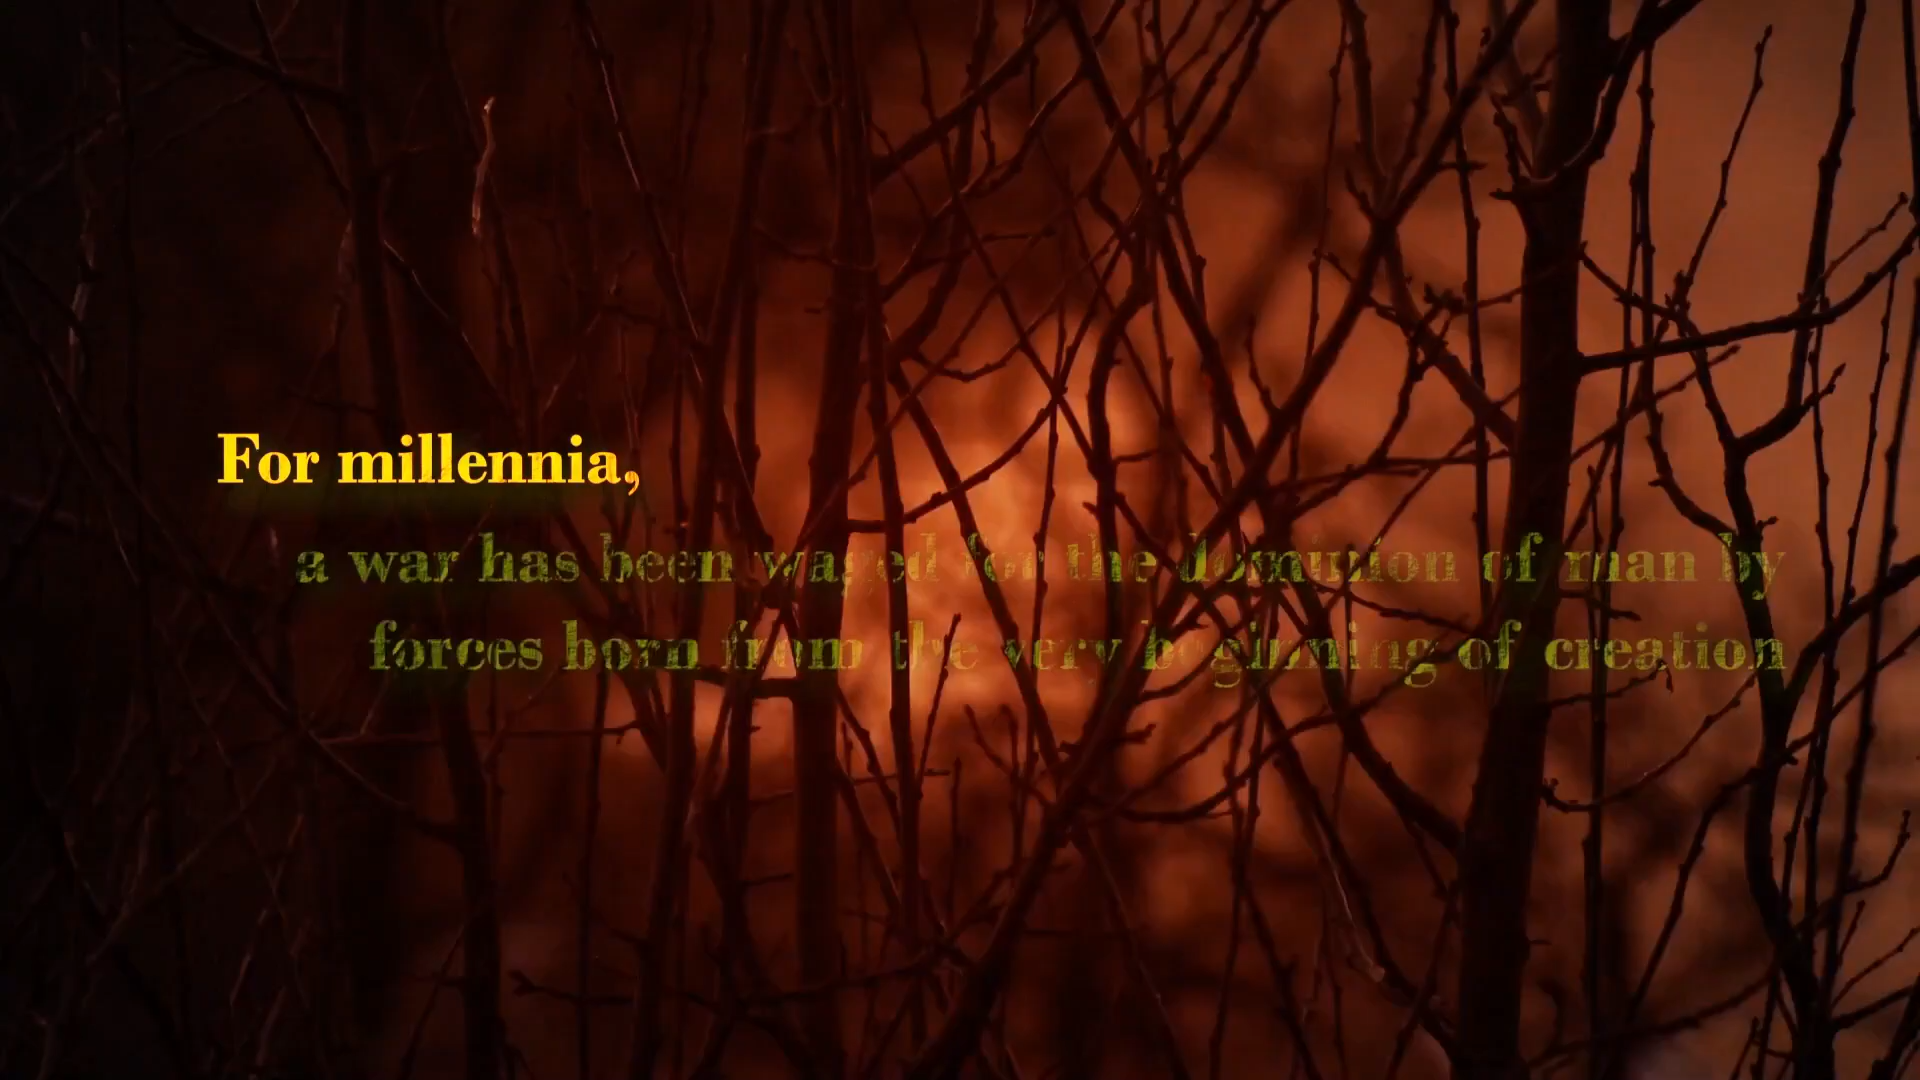 For millennia,
a war has been waged for the dominion of man by
forces born from the very beginning of creation